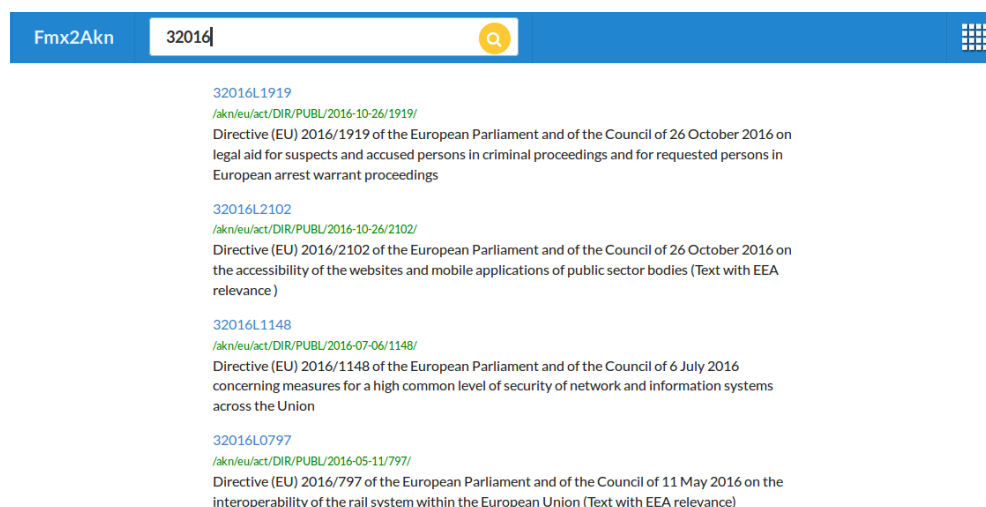 Fmx2Akn
32016
32016L1919
/akn/eu/act/DIR/PUBL/2016-10-26/1919/
Directive (EU) 2016/1919 of the European Parliament and of the Council of 26 October 2016 on
legal aid for suspects and accused persons in criminal proceedings and for requested persons in
European arrest warrant proceedings
32016L2102
/akn/eu/act/DIR/PUBL/2016-10-26/2102/
Directive (EU) 2016/2102 of the European Parliament and of the Council of 26 October 2016 on
the accessibility of the websites and mobile applications of public sector bodies (Text with EEA
relevance )
32016L1148
/akn/eu/act/DIR/PUBL/2016-07-06/1148/
Directive (EU) 2016/1148 of the European Parliament and of the Council of 6 July 2016
concerning measures for a high common level of security of network and information systems
across the Union
32016L0797
/akn/eu/act/DIR/PUBL/2016-05-11/797/
Directive (EU) 2016/797 of the European Parliament and of the Council of 11 May 2016 on the
interoperability of the rail system within the European Union (Text with EEA relevance)